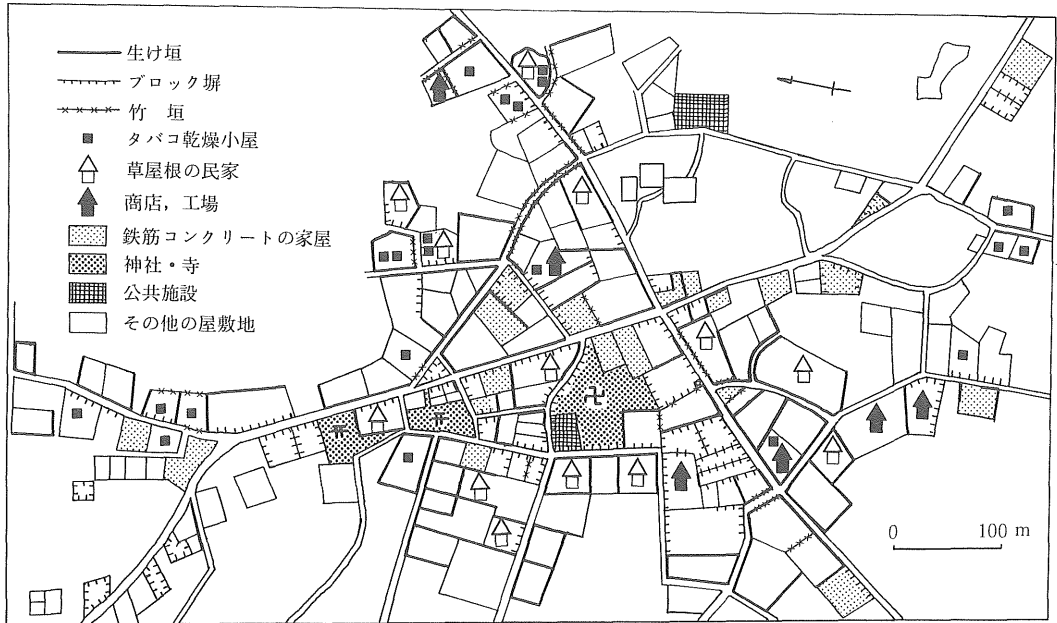 生け垣
ブロック塀
竹 垣
タバコ乾燥小屋
草屋根の民家
商店,工場
鉄筋コンクリートの家屋
神社・寺
公共施設
その他の屋敷地
卍
0 100 m